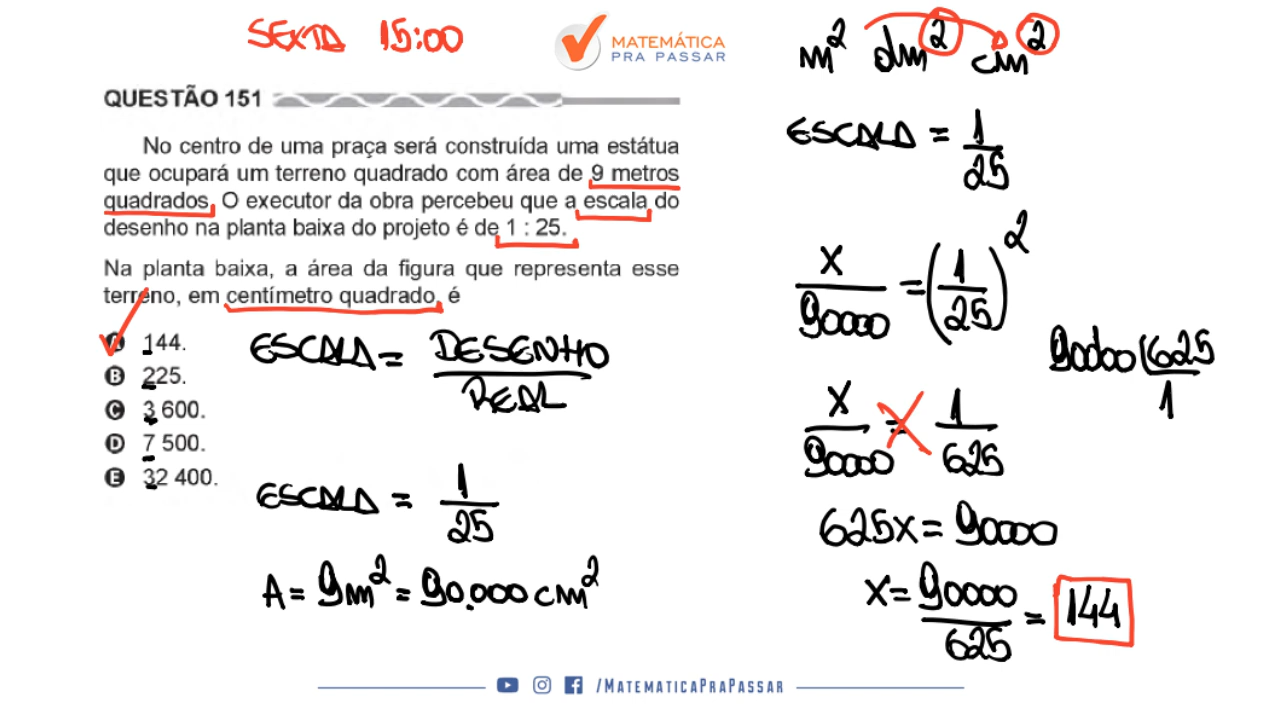 SEXTA 15:00
MATEMÁTICA
PRA PASSAR
QUESTÃO 151
No centro de uma praça será construída uma estátua
que ocupará um terreno quadrado com área de 9 metros
quadrados. O executor da obra percebeu que a escala do
desenho na planta baixa do projeto é de 1 : 25.
Na planta baixa, a área da figura que representa esse
terreno, em centímetro quadrado, é
144.
B 225.
C 3 600.
D 7 500.
E 32 400.
ESCALA = DESENHO / REAL
ESCALA = 1/25
A = 9m² = 90.000 cm²
m² dm² cm²
ESCALA = 1/25
x/90000 = (1/25)²
x/90000 = 1/625
90000 625
1
625x = 90000
x = 90000/625 = 144
/MATEMATICAPRAPASSAR